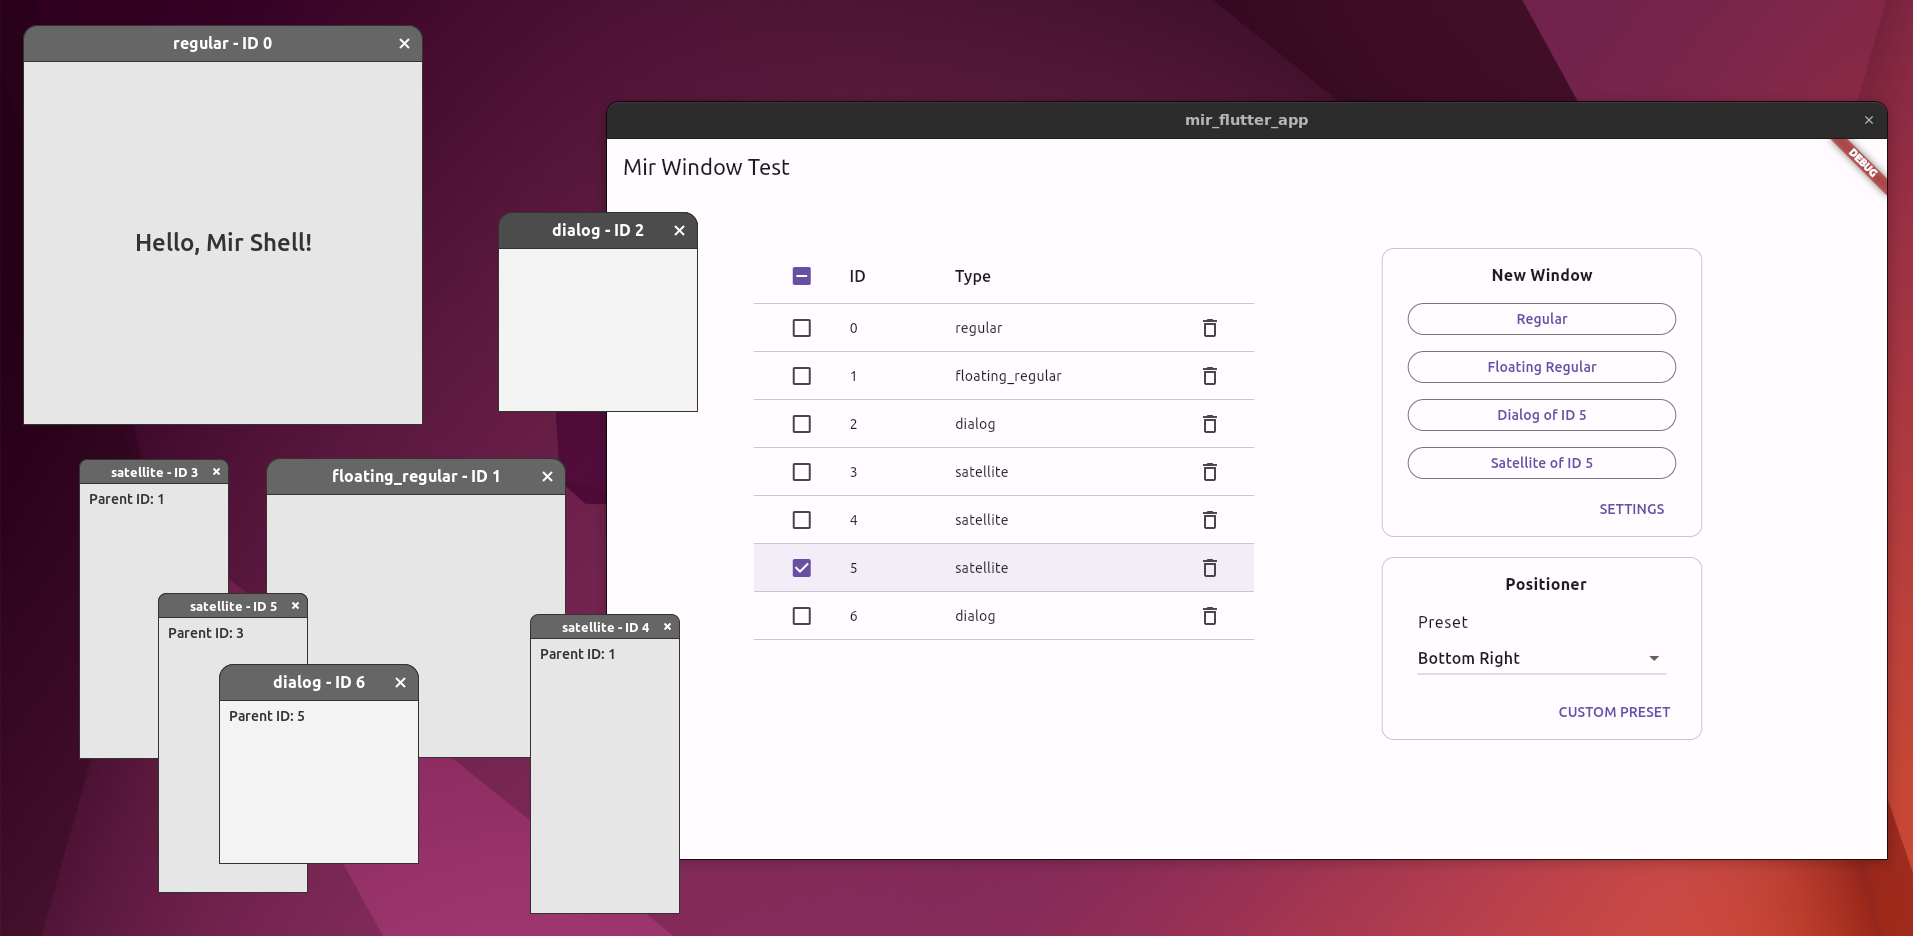 regular - ID 0
Hello, Mir Shell!
mir_flutter_app
DEBUG
Mir Window Test
dialog - ID 2
ID Type
0 regular
1 floating_regular
2 dialog
3 satellite
4 satellite
5 satellite
6 dialog
New Window
Regular
Floating Regular
Dialog of ID 5
Satellite of ID 5
SETTINGS
Positioner
Preset
Bottom Right
CUSTOM PRESET
satellite - ID 3
Parent ID: 1
floating_regular - ID 1
satellite - ID 5
Parent ID: 3
satellite - ID 4
Parent ID: 1
dialog - ID 6
Parent ID: 5